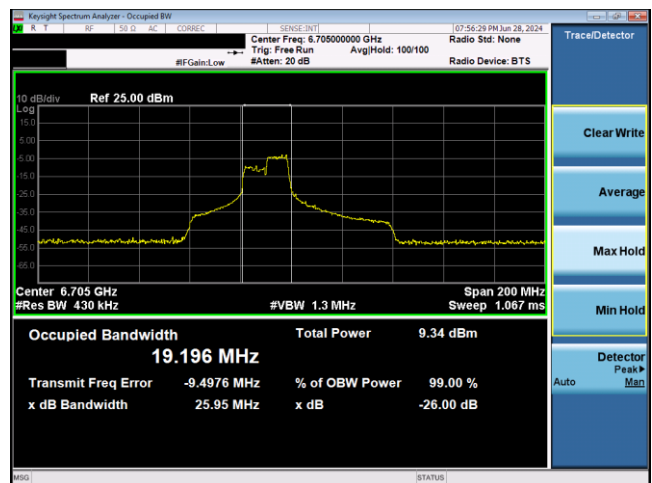 Keysight Spectrum Analyzer - Occupied BW
R T RF 50 Ω AC CORREC SENSE:INT 07:56:29 PM Jun 28, 2024
Center Freq: 6.705000000 GHz Radio Std: None
Trig: Free Run Avg|Hold: 100/100
#IFGain:Low #Atten: 20 dB Radio Device: BTS
Trace/Detector
10 dB/div Ref 25.00 dBm
Log
15.0
5.00
-5.00
-15.0
-25.0
-35.0
-45.0
-55.0
-65.0
Center 6.705 GHz Span 200 MHz
#Res BW 430 kHz #VBW 1.3 MHz Sweep 1.067 ms
Occupied Bandwidth Total Power 9.34 dBm
19.196 MHz
Transmit Freq Error -9.4976 MHz % of OBW Power 99.00 %
x dB Bandwidth 25.95 MHz x dB -26.00 dB
Clear Write
Average
Max Hold
Min Hold
Detector
Peak▶
Auto Man
MSG STATUS